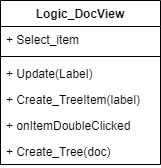 Logic_DocView
+ Select_item
+ Update(Label)
+ Create_TreeItem(label)
+ onItemDoubleClicked
+ Create_Tree(doc)